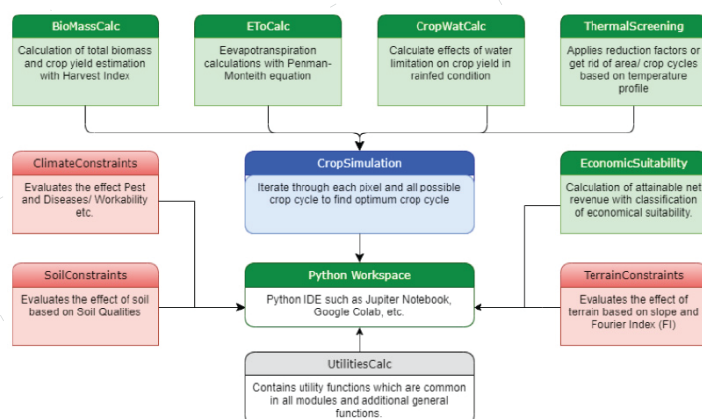 BioMassCalc
Calculation of total biomass
and crop yield estimation
with Harvest Index
EToCalc
Eevapotranspiration
calculations with Penman-
Monteith equation
CropWatCalc
Calculate effects of water
limitation on crop yield in
rainfed condition
ThermalScreening
Applies reduction factors or
get rid of area/ crop cycles
based on temperature
profile
ClimateConstraints
Evaluates the effect Pest
and Diseases/ Workability
etc.
CropSimulation
Iterate through each pixel and all possible
crop cycle to find optimum crop cycle
EconomicSuitability
Calculation of attainable net
revenue with classification
of economical suitability.
SoilConstraints
Evaluates the effect of soil
based on Soil Qualities
Python Workspace
Python IDE such as Jupiter Notebook,
Google Colab, etc.
TerrainConstraints
Evaluates the effect of
terrain based on slope and
Fourier Index (FI)
UtilitiesCalc
Contains utility functions which are common
in all modules and additional general
functions.